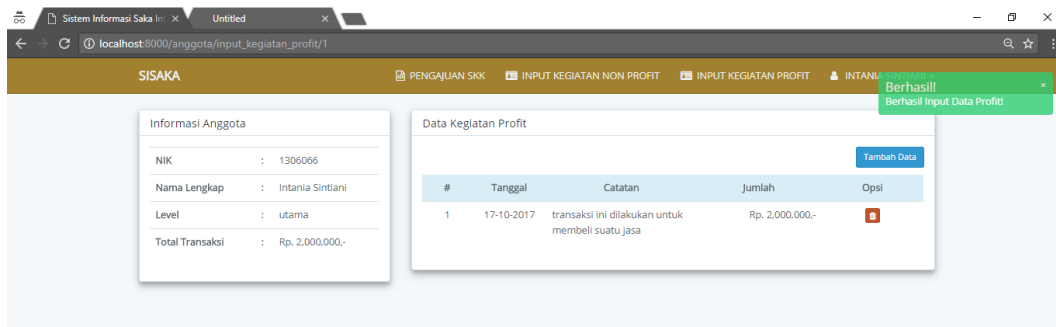 Sistem Informasi Saka In
Untitled
localhost:8000/anggota/input_kegiatan_profit/1
SISAKA
PENGAJUAN SKK
INPUT KEGIATAN NON PROFIT
INPUT KEGIATAN PROFIT
INTANIA SINTIANI
Berhasil!
Berhasil Input Data Profit!
Informasi Anggota
NIK : 1306066
Nama Lengkap : Intania Sintiani
Level : utama
Total Transaksi : Rp. 2,000,000,-
Data Kegiatan Profit
Tambah Data
# Tanggal Catatan Jumlah Opsi
1 17-10-2017 transaksi ini dilakukan untuk Rp. 2,000,000,-
membeli suatu jasa